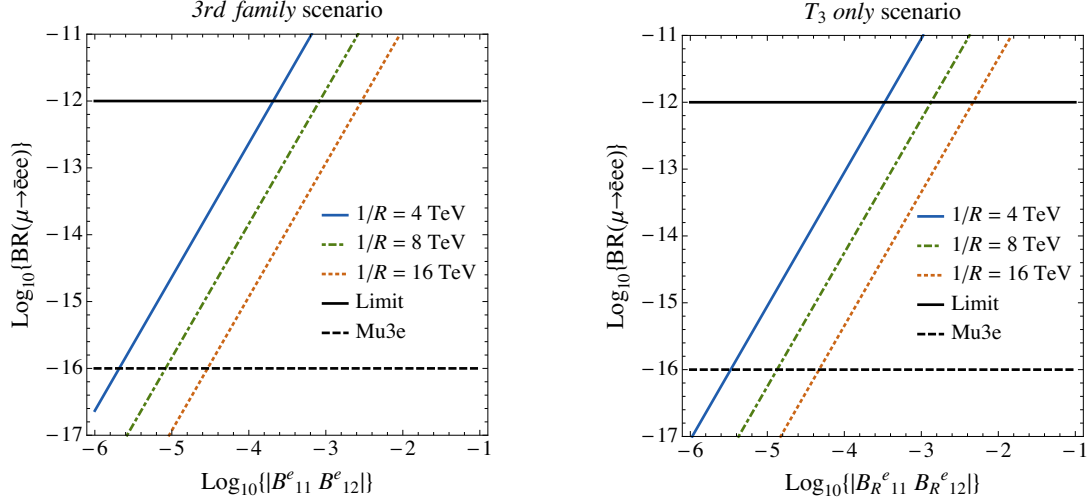 3rd family scenario
−11
−12
−13
−14
−15
−16
−17
Log₁₀{BR(μ→ēee)}
1/R = 4 TeV
1/R = 8 TeV
1/R = 16 TeV
Limit
Mu3e
−6 −5 −4 −3 −2 −1
Log₁₀{|Bᵉ₁₁ Bᵉ₁₂|}
T₃ only scenario
−11
−12
−13
−14
−15
−16
−17
Log₁₀{BR(μ→ēee)}
1/R = 4 TeV
1/R = 8 TeV
1/R = 16 TeV
Limit
Mu3e
−6 −5 −4 −3 −2 −1
Log₁₀{|B_Rᵉ₁₁ B_Rᵉ₁₂|}